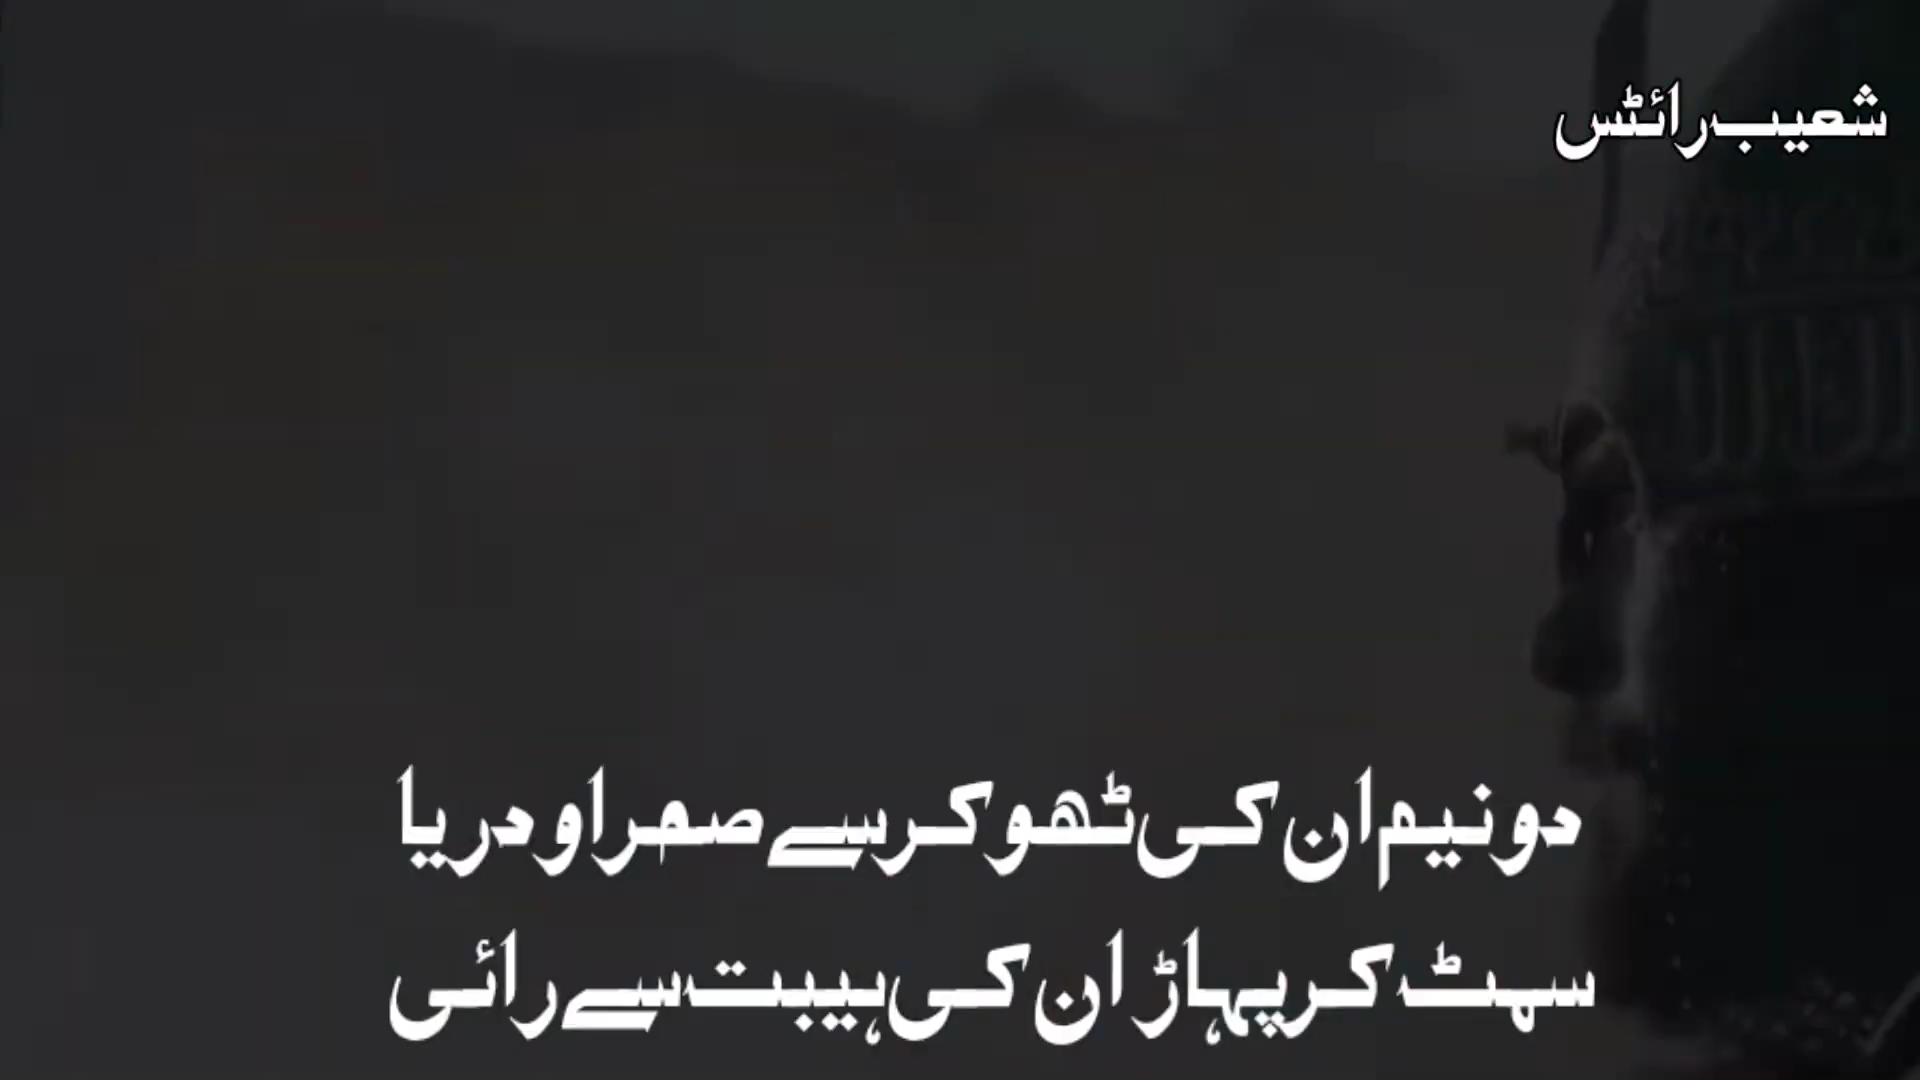 شعیب رائٹس
دو نیم ان کی ٹھوکر سے صحرا و دریا
سمٹ کر پہاڑ ان کی ہیبت سے رائی